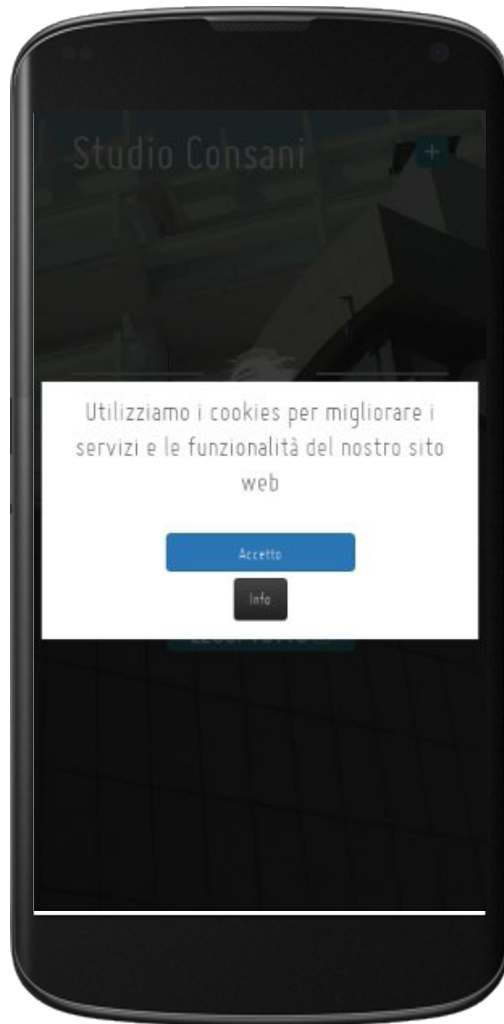 Studio Consani
+
Utilizziamo i cookies per migliorare i
servizi e le funzionalità del nostro sito
web
Accetto
Info